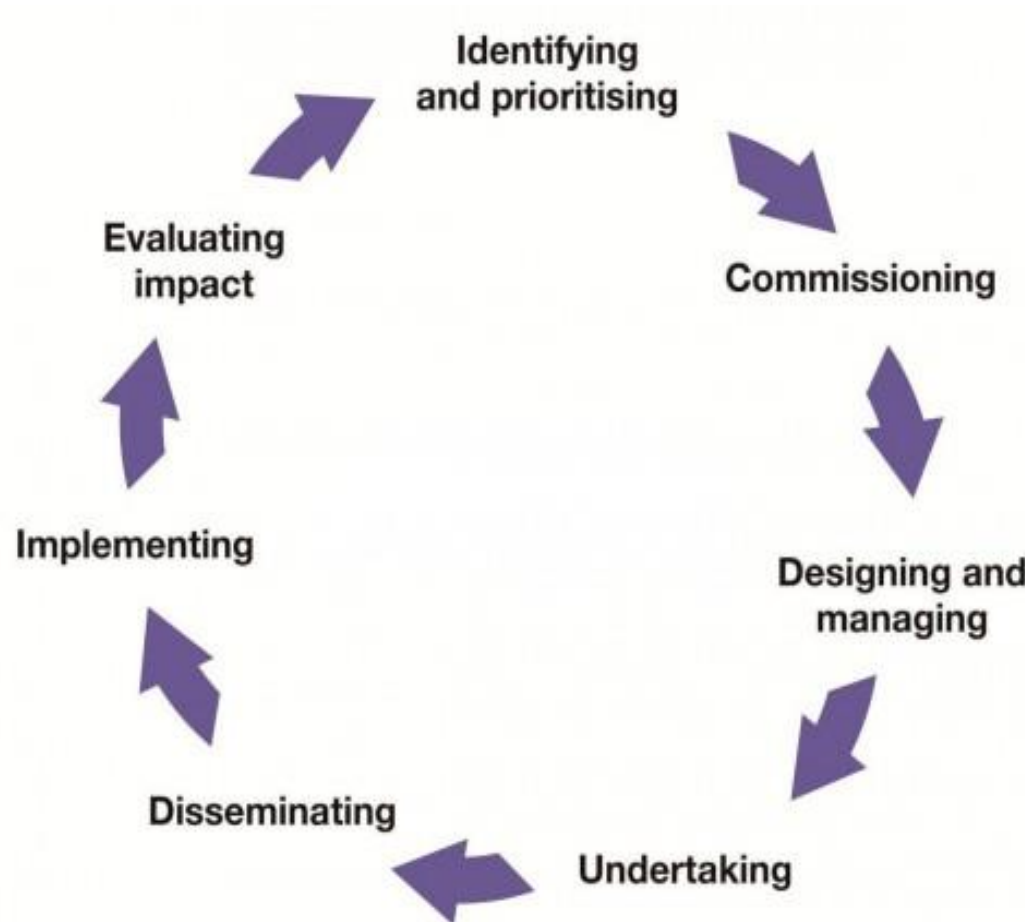 Identifying
and prioritising
Commissioning
Designing and
managing
Undertaking
Disseminating
Implementing
Evaluating
impact